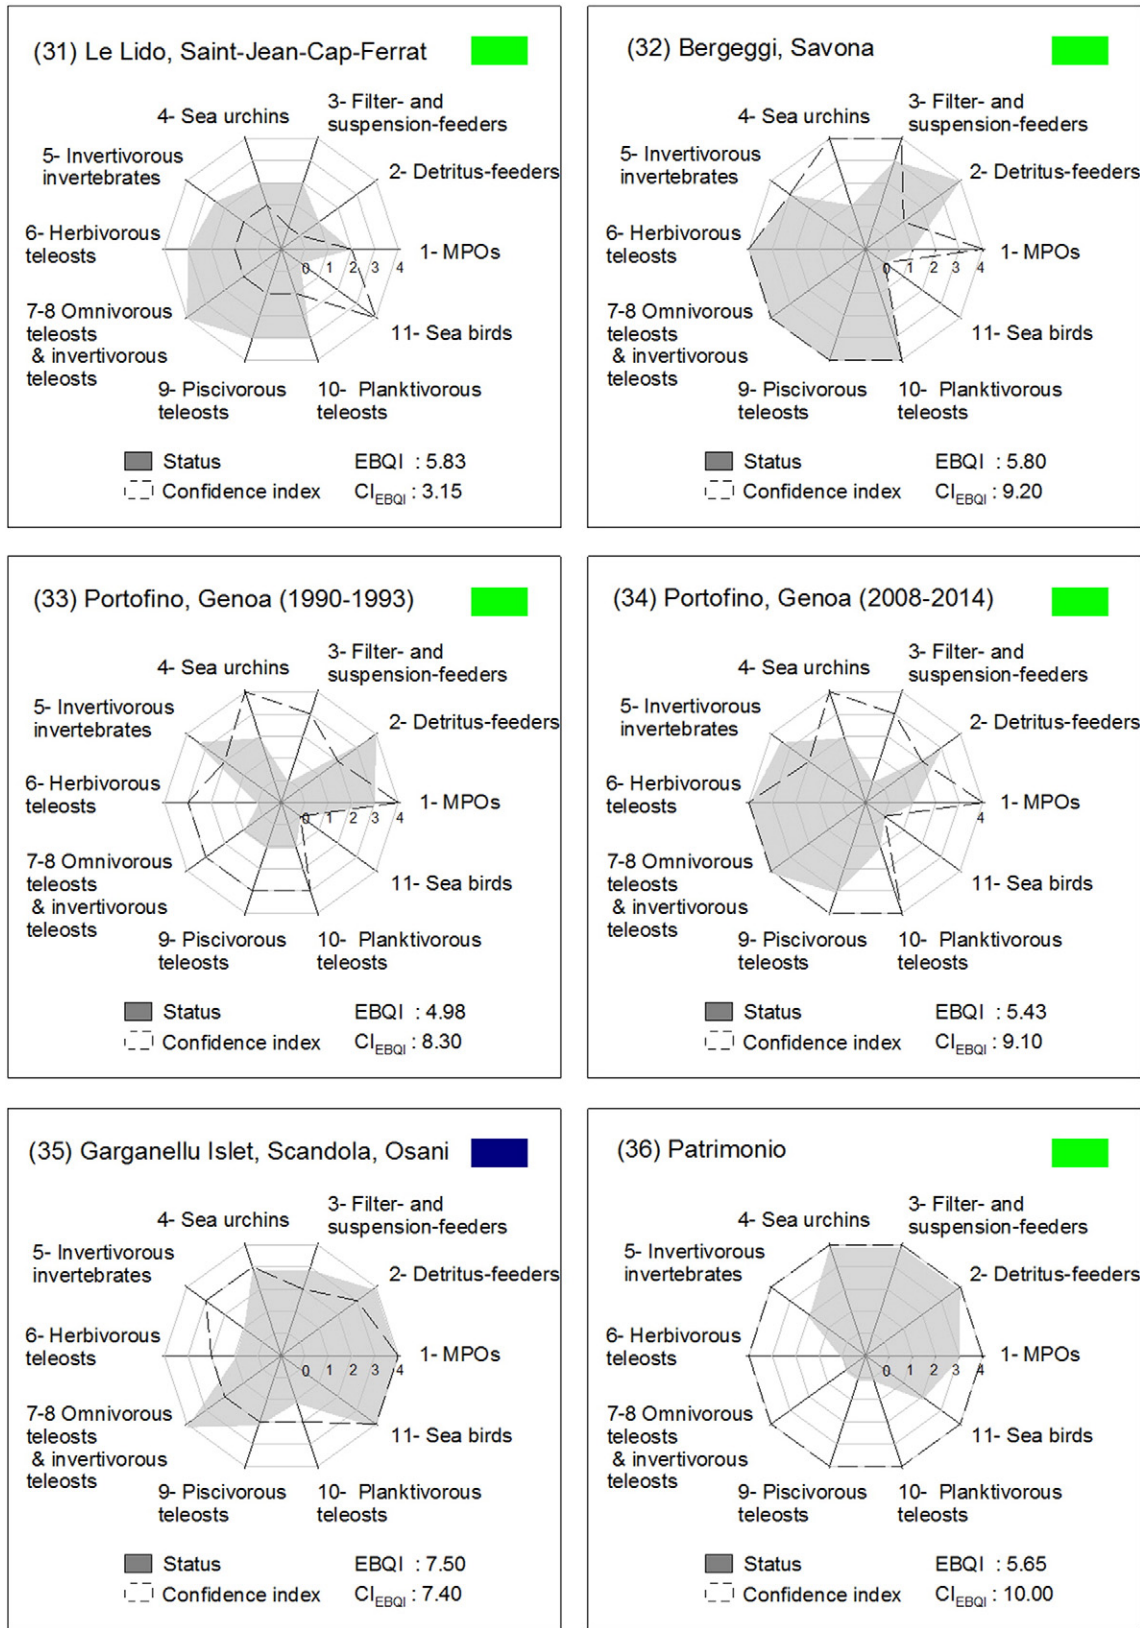 (31) Le Lido, Saint-Jean-Cap-Ferrat
4- Sea urchins
3- Filter- and
suspension-feeders
5- Invertivorous
invertebrates
2- Detritus-feeders
6- Herbivorous
teleosts
1- MPOs
0 1 2 3 4
7-8 Omnivorous
teleosts
& invertivorous
teleosts
11- Sea birds
9- Piscivorous
teleosts
10- Planktivorous
teleosts
Status
EBQI : 5.83
Confidence index
CI_EBQI : 3.15
(32) Bergeggi, Savona
4- Sea urchins
3- Filter- and
suspension-feeders
5- Invertivorous
invertebrates
2- Detritus-feeders
6- Herbivorous
teleosts
1- MPOs
0 1 2 3 4
7-8 Omnivorous
teleosts
& invertivorous
teleosts
11- Sea birds
9- Piscivorous
teleosts
10- Planktivorous
teleosts
Status
EBQI : 5.80
Confidence index
CI_EBQI : 9.20
(33) Portofino, Genoa (1990-1993)
4- Sea urchins
3- Filter- and
suspension-feeders
5- Invertivorous
invertebrates
2- Detritus-feeders
6- Herbivorous
teleosts
1- MPOs
0 1 2 3 4
7-8 Omnivorous
teleosts
& invertivorous
teleosts
11- Sea birds
9- Piscivorous
teleosts
10- Planktivorous
teleosts
Status
EBQI : 4.98
Confidence index
CI_EBQI : 8.30
(34) Portofino, Genoa (2008-2014)
4- Sea urchins
3- Filter- and
suspension-feeders
5- Invertivorous
invertebrates
2- Detritus-feeders
6- Herbivorous
teleosts
1- MPOs
4
7-8 Omnivorous
teleosts
& invertivorous
teleosts
11- Sea birds
9- Piscivorous
teleosts
10- Planktivorous
teleosts
Status
EBQI : 5.43
Confidence index
CI_EBQI : 9.10
(35) Garganellu Islet, Scandola, Osani
4- Sea urchins
3- Filter- and
suspension-feeders
5- Invertivorous
invertebrates
2- Detritus-feeders
6- Herbivorous
teleosts
1- MPOs
0 1 2 3 4
7-8 Omnivorous
teleosts
& invertivorous
teleosts
11- Sea birds
9- Piscivorous
teleosts
10- Planktivorous
teleosts
Status
EBQI : 7.50
Confidence index
CI_EBQI : 7.40
(36) Patrimonio
4- Sea urchins
3- Filter- and
suspension-feeders
5- Invertivorous
invertebrates
2- Detritus-feeders
6- Herbivorous
teleosts
1- MPOs
0 1 2 3 4
7-8 Omnivorous
teleosts
& invertivorous
teleosts
11- Sea birds
9- Piscivorous
teleosts
10- Planktivorous
teleosts
Status
EBQI : 5.65
Confidence index
CI_EBQI : 10.00